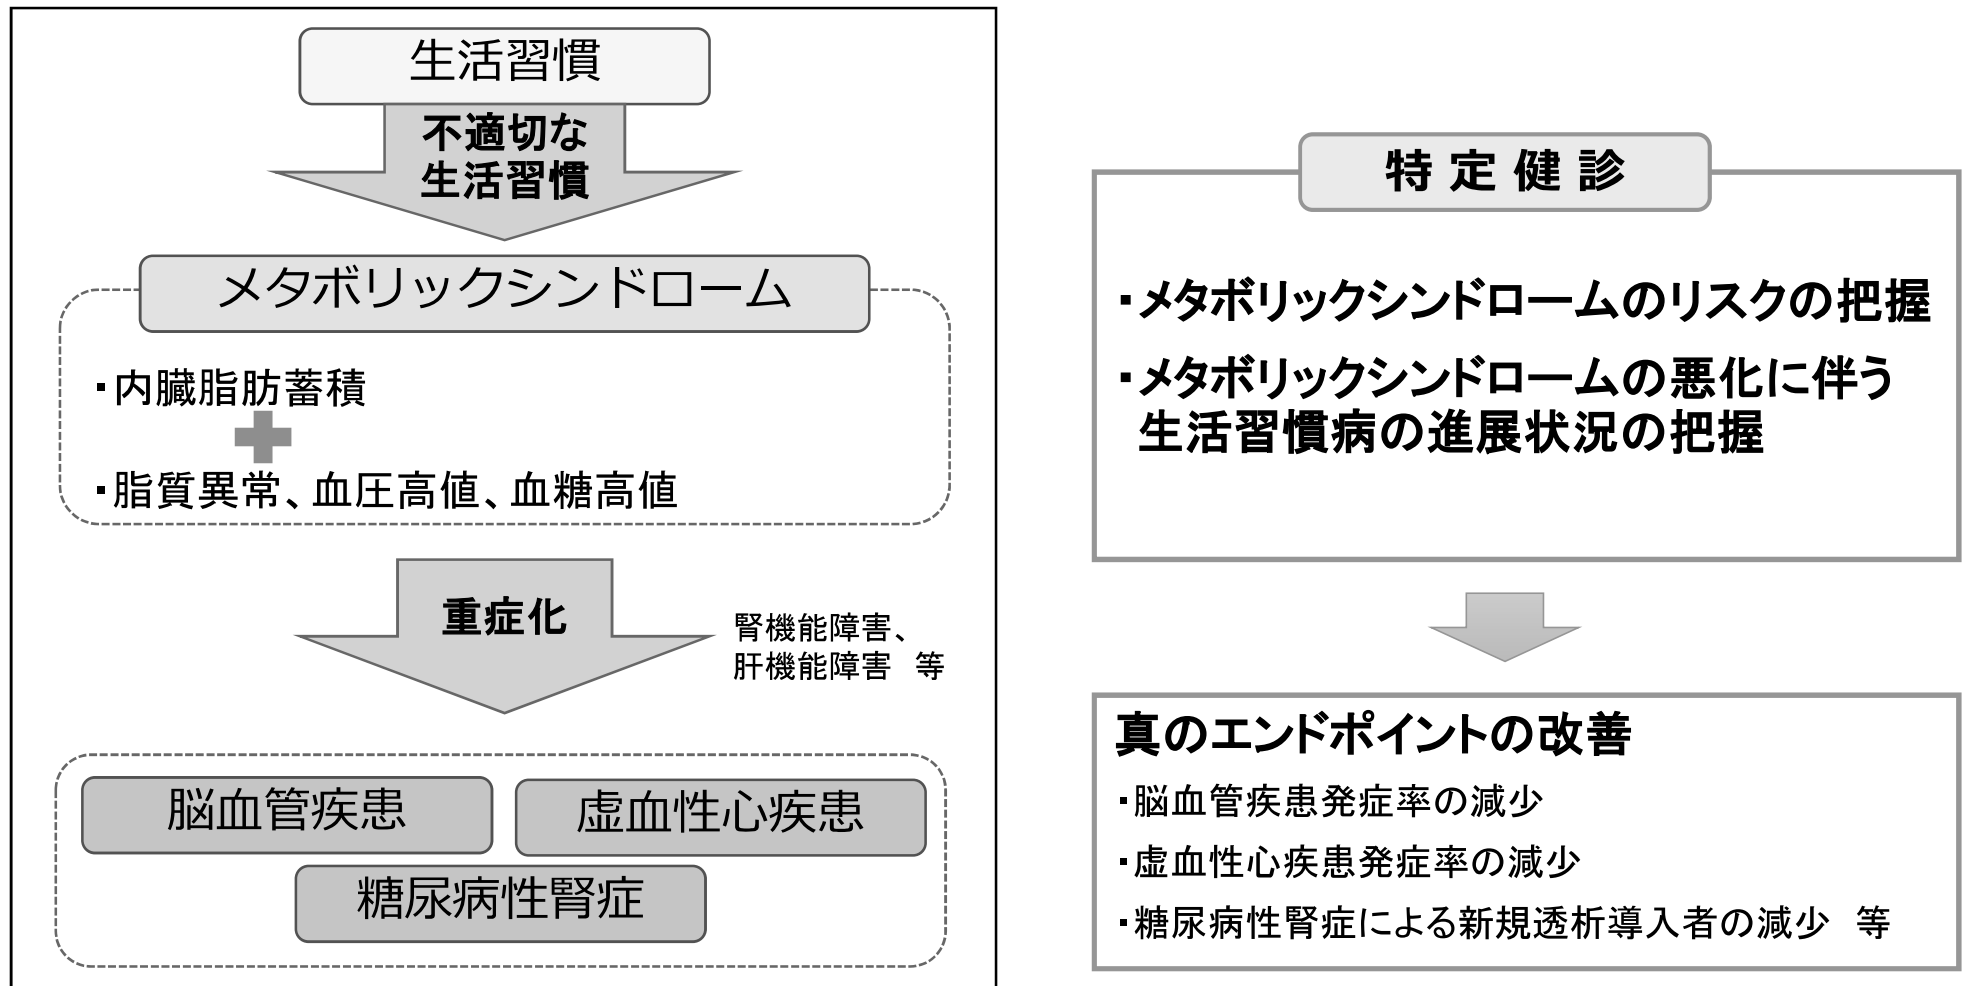 生活習慣
不適切な
生活習慣
メタボリックシンドローム
・内臓脂肪蓄積
・脂質異常、血圧高値、血糖高値
重症化
腎機能障害、
肝機能障害　等
脳血管疾患
虚血性心疾患
糖尿病性腎症
特定健診
・メタボリックシンドロームのリスクの把握
・メタボリックシンドロームの悪化に伴う
生活習慣病の進展状況の把握
真のエンドポイントの改善
・脳血管疾患発症率の減少
・虚血性心疾患発症率の減少
・糖尿病性腎症による新規透析導入者の減少　等